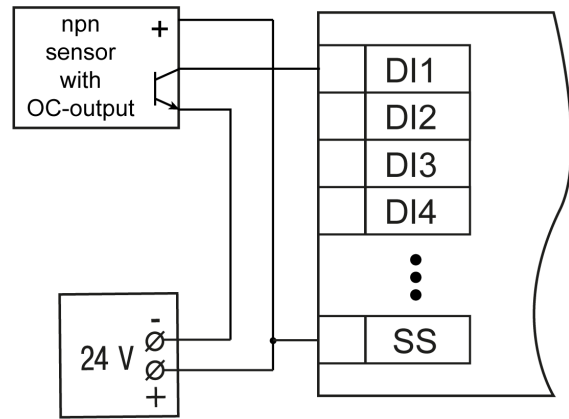 npn +
sensor
with
OC-output
DI1
DI2
DI3
DI4
SS
-
24 V
+